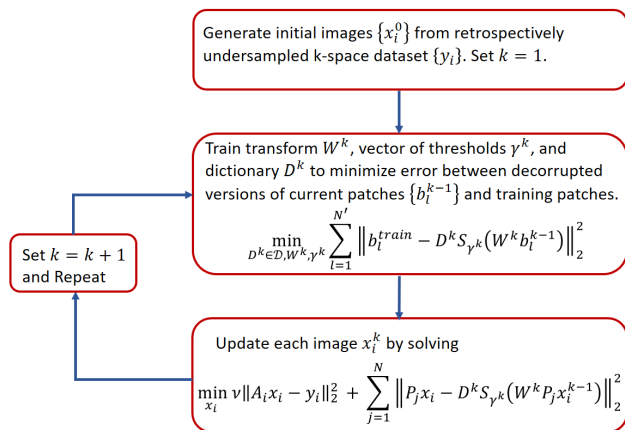 Generate initial images {x_i^0} from retrospectively
undersampled k-space dataset {y_i}. Set k = 1.
Train transform W^k, vector of thresholds γ^k, and
dictionary D^k to minimize error between decorrupted
versions of current patches {b_l^{k-1}} and training patches.
min_{D^k∈𝒟,W^k,γ^k} ∑_{l=1}^{N′} ‖b_l^{train} − D^k S_{γ^k}(W^k b_l^{k−1})‖_2^2
Set k = k + 1
and Repeat
Update each image x_i^k by solving
min_{x_i} ν‖A_i x_i − y_i‖_2^2 + ∑_{j=1}^{N} ‖P_j x_i − D^k S_{γ^k}(W^k P_j x_i^{k−1})‖_2^2